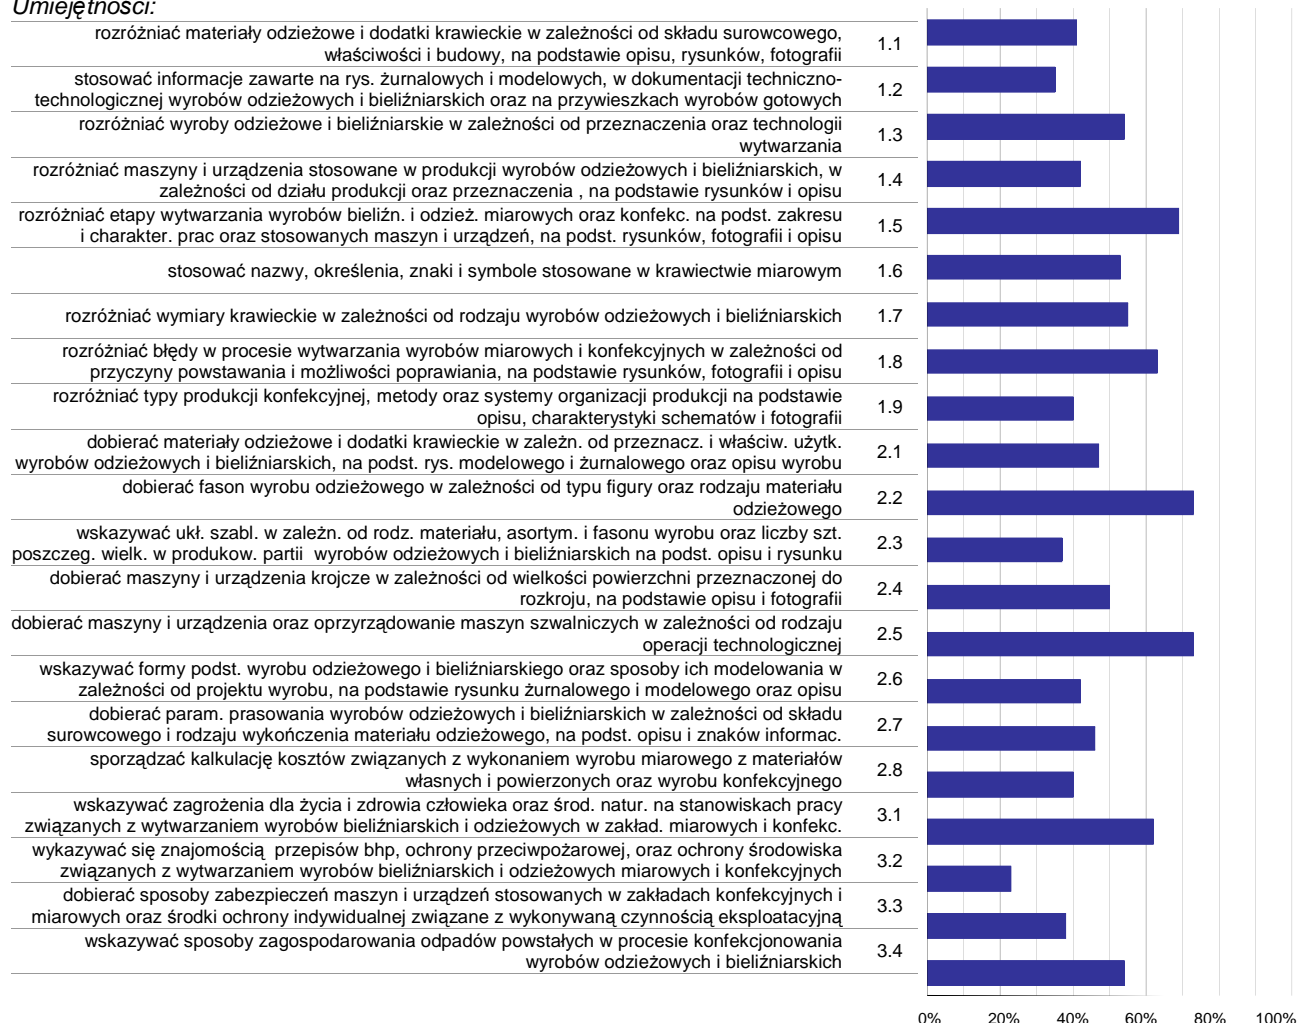 Umiejętności:
rozróżniać materiały odzieżowe i dodatki krawieckie w zależności od składu surowcowego,
właściwości i budowy, na podstawie opisu, rysunków, fotografii
1.1
stosować informacje zawarte na rys. żurnalowych i modelowych, w dokumentacji techniczno-
technologicznej wyrobów odzieżowych i bieliźniarskich oraz na przywieszkach wyrobów gotowych
1.2
rozróżniać wyroby odzieżowe i bieliźniarskie w zależności od przeznaczenia oraz technologii
wytwarzania
1.3
rozróżniać maszyny i urządzenia stosowane w produkcji wyrobów odzieżowych i bieliźniarskich, w
zależności od działu produkcji oraz przeznaczenia , na podstawie rysunków i opisu
1.4
rozróżniać etapy wytwarzania wyrobów bieliźn. i odzież. miarowych oraz konfekc. na podst. zakresu
i charakter. prac oraz stosowanych maszyn i urządzeń, na podst. rysunków, fotografii i opisu
1.5
stosować nazwy, określenia, znaki i symbole stosowane w krawiectwie miarowym
1.6
rozróżniać wymiary krawieckie w zależności od rodzaju wyrobów odzieżowych i bieliźniarskich
1.7
rozróżniać błędy w procesie wytwarzania wyrobów miarowych i konfekcyjnych w zależności od
przyczyny powstawania i możliwości poprawiania, na podstawie rysunków, fotografii i opisu
1.8
rozróżniać typy produkcji konfekcyjnej, metody oraz systemy organizacji produkcji na podstawie
opisu, charakterystyki schematów i fotografii
1.9
dobierać materiały odzieżowe i dodatki krawieckie w zależn. od przeznacz. i właściw. użytk.
wyrobów odzieżowych i bieliźniarskich, na podst. rys. modelowego i żurnalowego oraz opisu wyrobu
2.1
dobierać fason wyrobu odzieżowego w zależności od typu figury oraz rodzaju materiału
odzieżowego
2.2
wskazywać ukł. szabl. w zależn. od rodz. materiału, asortym. i fasonu wyrobu oraz liczby szt.
poszczeg. wielk. w produkow. partii wyrobów odzieżowych i bieliźniarskich na podst. opisu i rysunku
2.3
dobierać maszyny i urządzenia krojcze w zależności od wielkości powierzchni przeznaczonej do
rozkroju, na podstawie opisu i fotografii
2.4
dobierać maszyny i urządzenia oraz oprzyrządowanie maszyn szwalniczych w zależności od rodzaju
operacji technologicznej
2.5
wskazywać formy podst. wyrobu odzieżowego i bieliźniarskiego oraz sposoby ich modelowania w
zależności od projektu wyrobu, na podstawie rysunku żurnalowego i modelowego oraz opisu
2.6
dobierać param. prasowania wyrobów odzieżowych i bieliźniarskich w zależności od składu
surowcowego i rodzaju wykończenia materiału odzieżowego, na podst. opisu i znaków informac.
2.7
sporządzać kalkulację kosztów związanych z wykonaniem wyrobu miarowego z materiałów
własnych i powierzonych oraz wyrobu konfekcyjnego
2.8
wskazywać zagrożenia dla życia i zdrowia człowieka oraz środ. natur. na stanowiskach pracy
związanych z wytwarzaniem wyrobów bieliźniarskich i odzieżowych w zakład. miarowych i konfekc.
3.1
wykazywać się znajomością przepisów bhp, ochrony przeciwpożarowej, oraz ochrony środowiska
związanych z wytwarzaniem wyrobów bieliźniarskich i odzieżowych miarowych i konfekcyjnych
3.2
dobierać sposoby zabezpieczeń maszyn i urządzeń stosowanych w zakładach konfekcyjnych i
miarowych oraz środki ochrony indywidualnej związane z wykonywaną czynnością eksploatacyjną
3.3
wskazywać sposoby zagospodarowania odpadów powstałych w procesie konfekcjonowania
wyrobów odzieżowych i bieliźniarskich
3.4
0% 20% 40% 60% 80% 100%